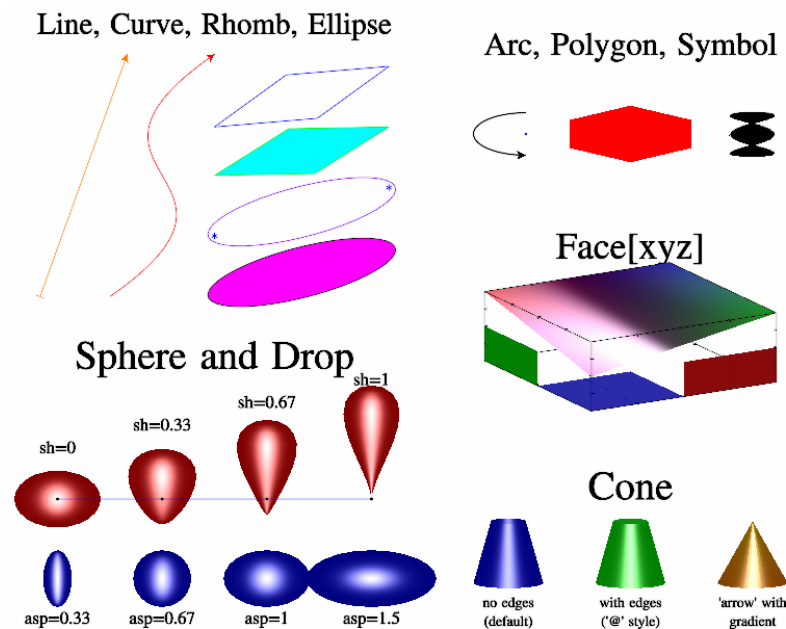 Line, Curve, Rhomb, Ellipse
Arc, Polygon, Symbol
*
*
Face[xyz]
Sphere and Drop
sh=0
sh=0.33
sh=0.67
sh=1
asp=0.33
asp=0.67
asp=1
asp=1.5
Cone
no edges
(default)
with edges
('@' style)
'arrow' with
gradient